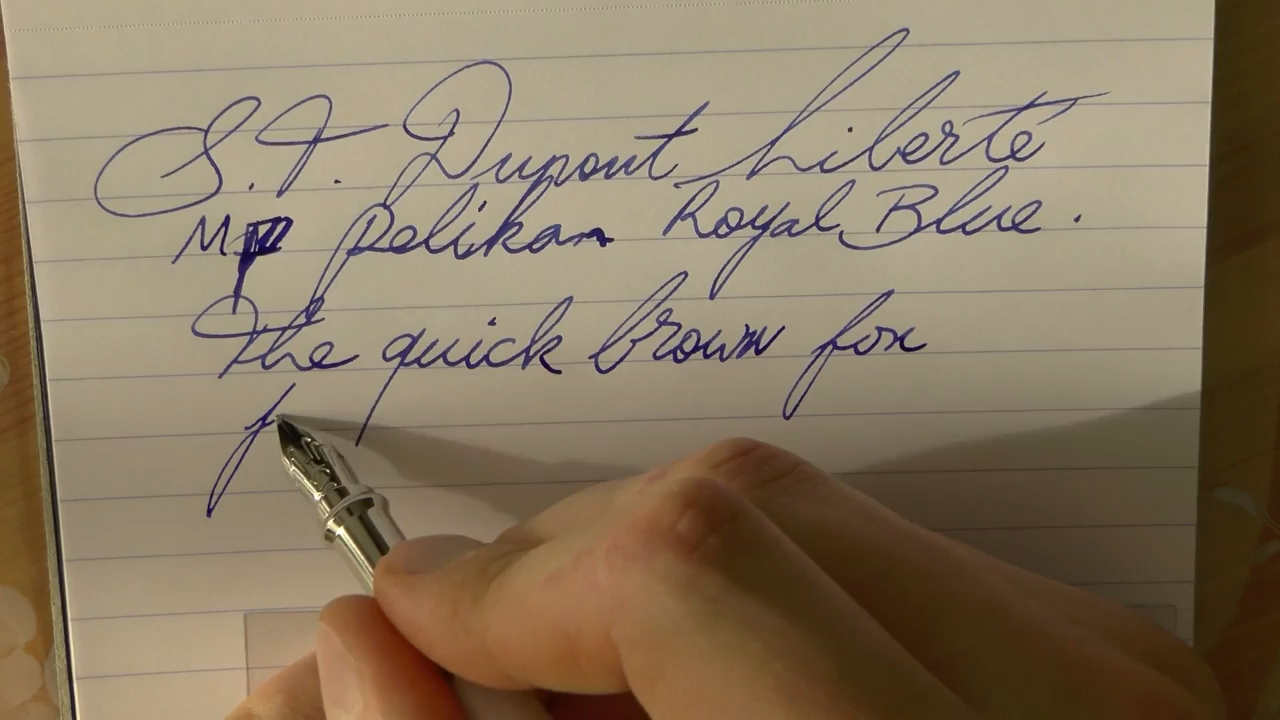 S.T. Dupont Liberté
M Pelikan Royal Blue.
The quick brown fox
j